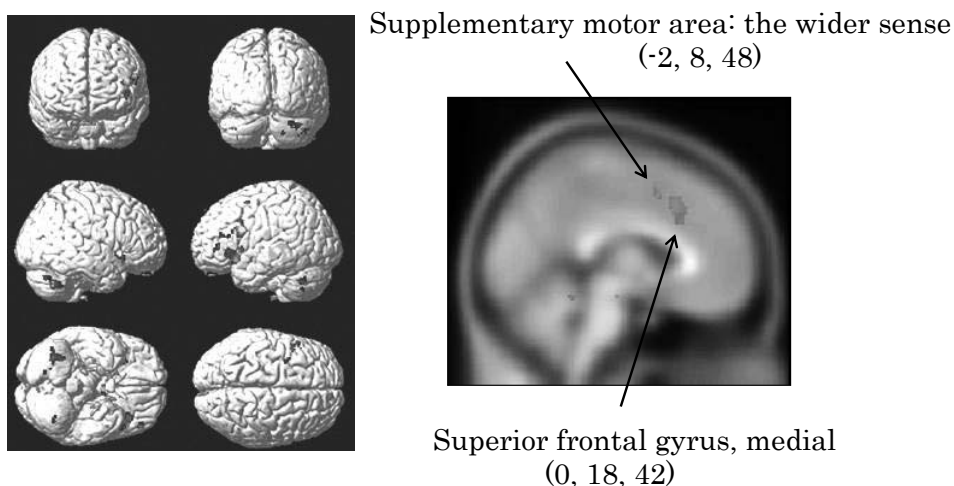 Supplementary motor area: the wider sense
(-2, 8, 48)
Superior frontal gyrus, medial
(0, 18, 42)